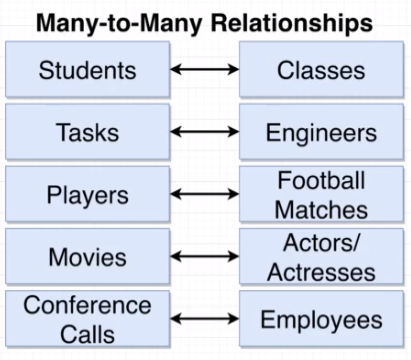 Many-to-Many Relationships
Students
Classes
Tasks
Engineers
Players
Football
Matches
Movies
Actors/
Actresses
Conference
Calls
Employees